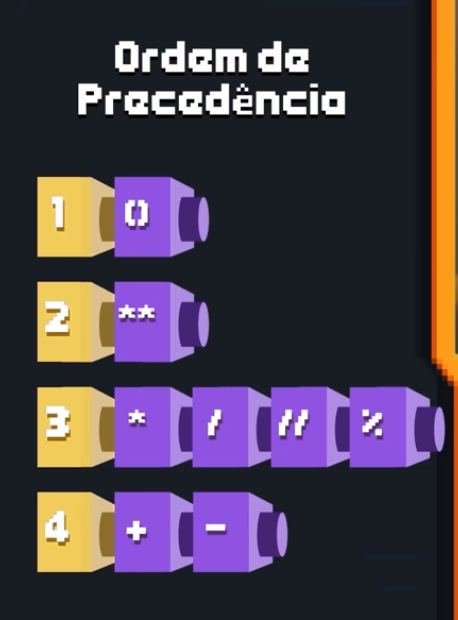 Ordem de
Precedência
1 ()
2 **
3 * / // %
4 + -